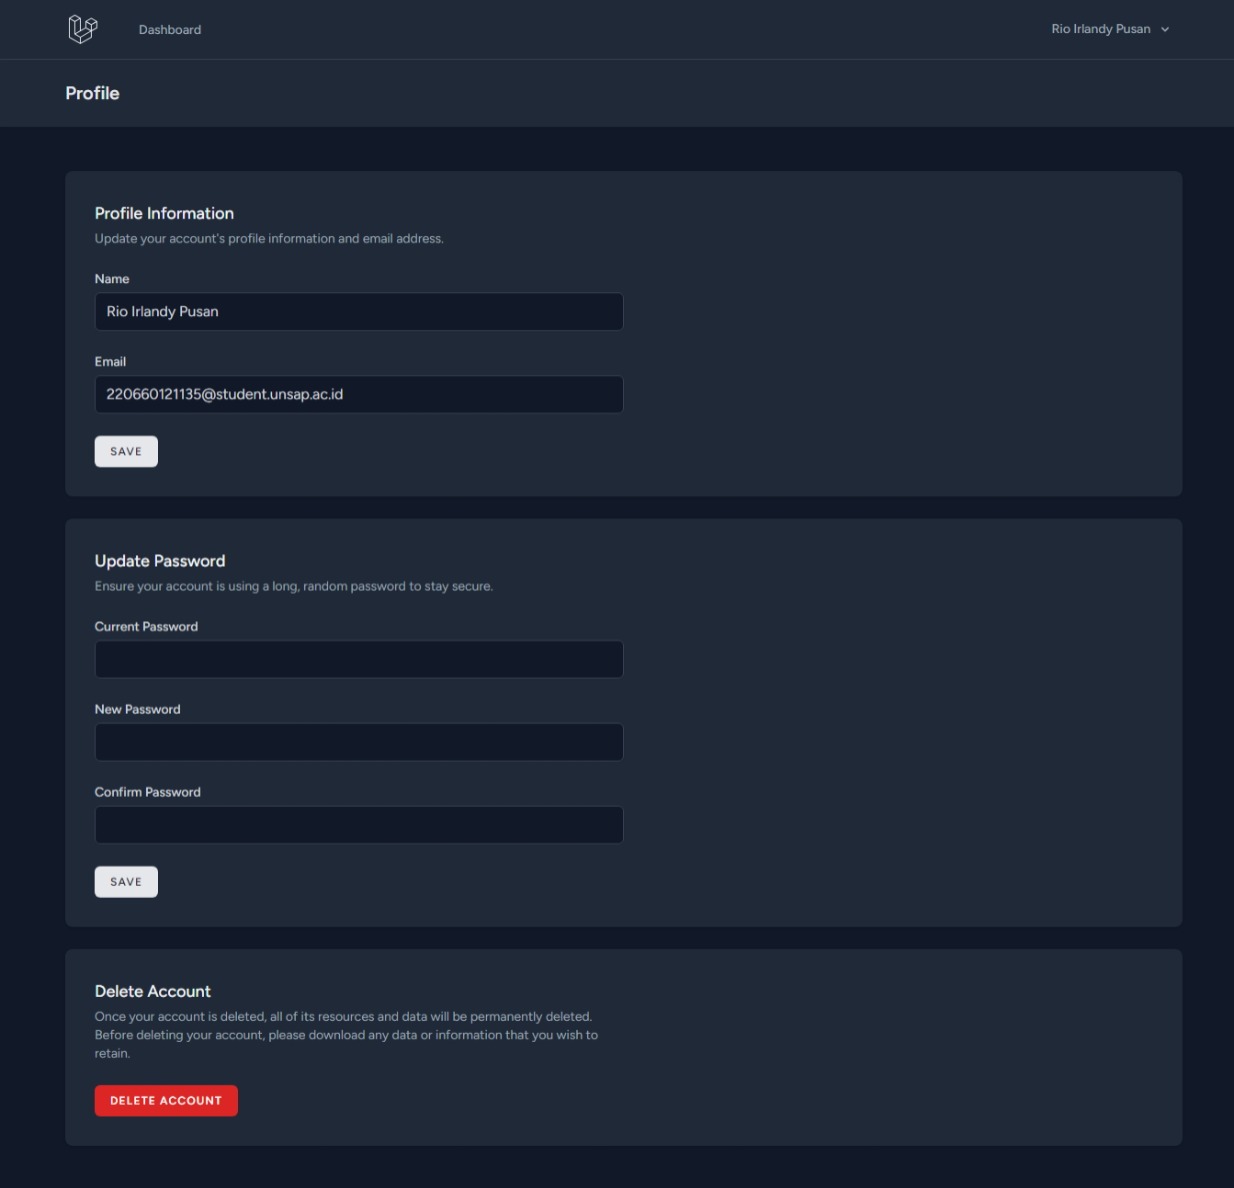 Dashboard
Rio Irlandy Pusan
Profile
Profile Information
Update your account's profile information and email address.
Name
Rio Irlandy Pusan
Email
220660121135@student.unsap.ac.id
SAVE
Update Password
Ensure your account is using a long, random password to stay secure.
Current Password
New Password
Confirm Password
SAVE
Delete Account
Once your account is deleted, all of its resources and data will be permanently deleted.
Before deleting your account, please download any data or information that you wish to
retain.
DELETE ACCOUNT